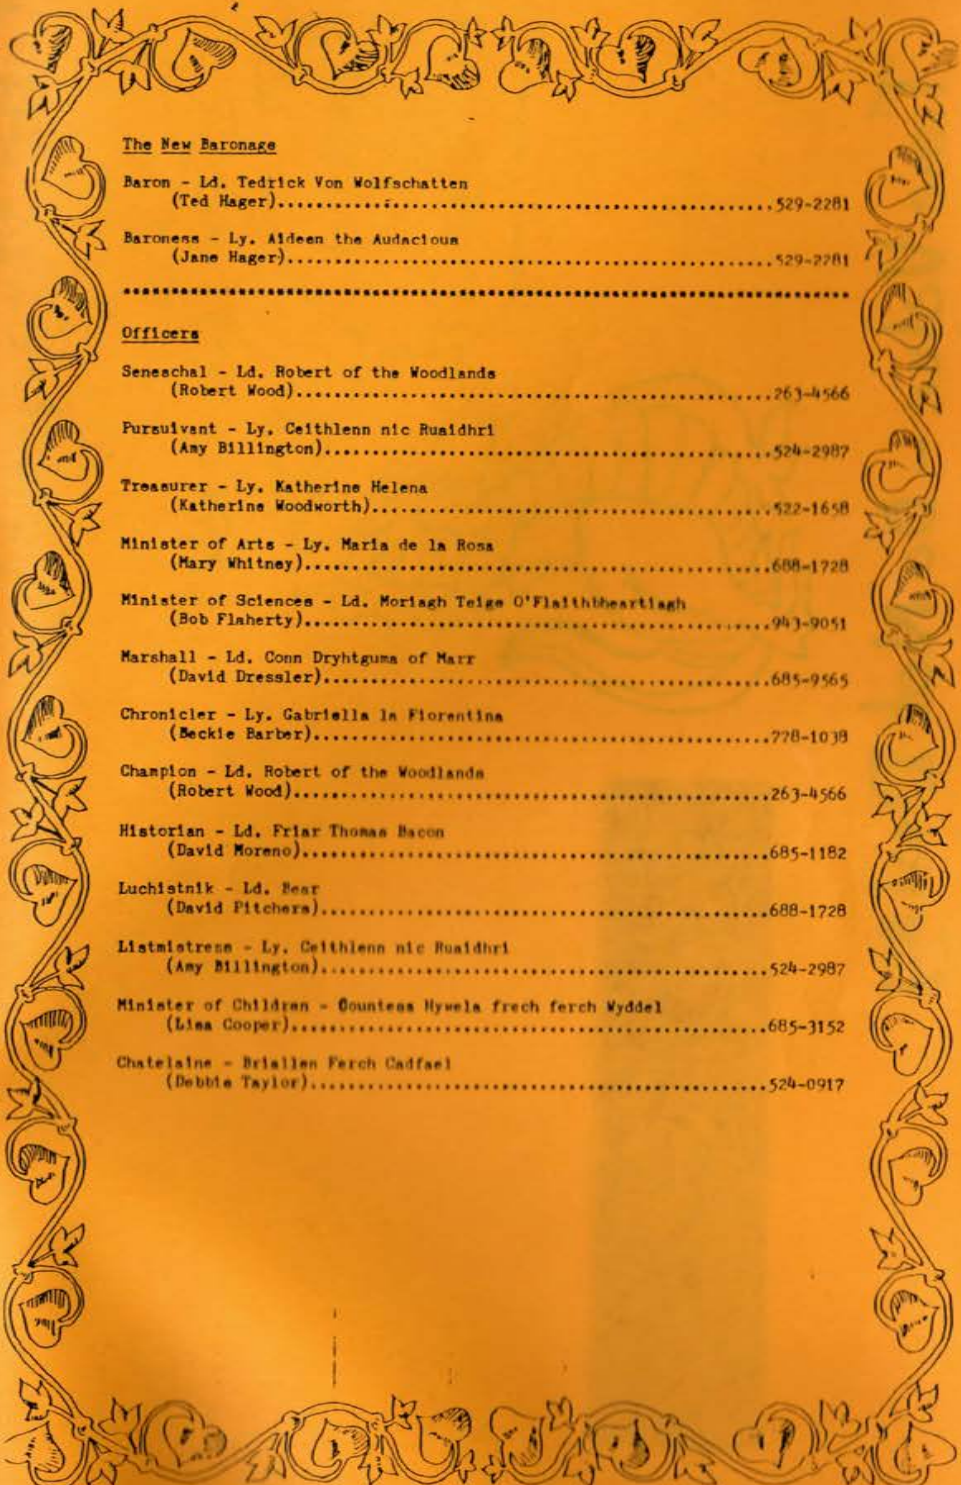 The New Baronage
Baron - Ld. Tedrick Von Wolfschatten
(Ted Hager)..............................................................529-2281
Baroness - Ly. Aideen the Audacious
(Jane Hager).............................................................529-2281
Officers
Seneschal - Ld. Robert of the Woodlands
(Robert Wood)............................................................263-4566
Pursuivant - Ly. Ceithlenn nic Ruaidhri
(Amy Billington).........................................................524-2987
Treasurer - Ly. Katherine Helena
(Katherine Woodworth)....................................................522-1658
Minister of Arts - Ly. Maria de la Rosa
(Mary Whitney)...........................................................688-1728
Minister of Sciences - Ld. Moriagh Teige O'Flaithbheartiagh
(Bob Flaherty)...........................................................943-9051
Marshall - Ld. Conn Dryhtguma of Marr
(David Dressler).........................................................685-9565
Chronicler - Ly. Gabriella la Fiorentina
(Beckie Barber)..........................................................778-1038
Champion - Ld. Robert of the Woodlands
(Robert Wood)............................................................263-4566
Historian - Ld. Friar Thomas Bacon
(David Moreno)...........................................................685-1182
Luchistnik - Ld. Bear
(David Pitchers).........................................................688-1728
Listmistress - Ly. Ceithlenn nic Ruaidhri
(Amy Billington).........................................................524-2987
Minister of Children - Countess Hywela frech ferch Wyddel
(Lisa Cooper)............................................................685-3152
Chatelaine - Briallen Ferch Cadfael
(Debbie Taylor)..........................................................524-0917